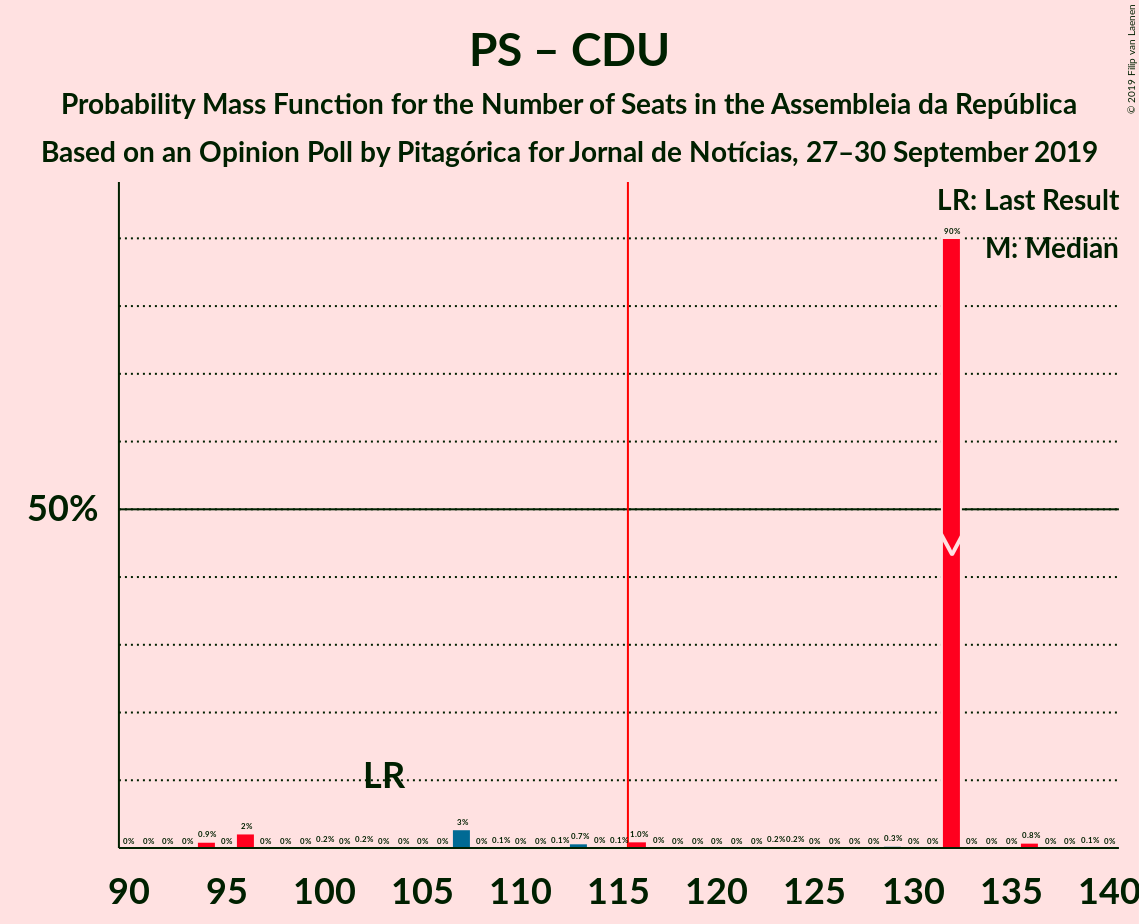 PS – CDU
Probability Mass Function for the Number of Seats in the Assembleia da República
Based on an Opinion Poll by Pitagórica for Jornal de Notícias, 27–30 September 2019
© 2019 Filip van Laenen
LR: Last Result
M: Median
90%
50%
LR
0% 0% 0% 0% 0.9% 0% 2% 0% 0% 0% 0.2% 0% 0.2% 0% 0% 0% 0% 3% 0% 0.1% 0% 0% 0.1% 0.7% 0% 0.1% 1.0% 0% 0% 0% 0% 0% 0% 0.2% 0.2% 0% 0% 0% 0% 0.3% 0% 0% 0% 0% 0% 0.8% 0% 0% 0.1% 0%
90 95 100 105 110 115 120 125 130 135 140